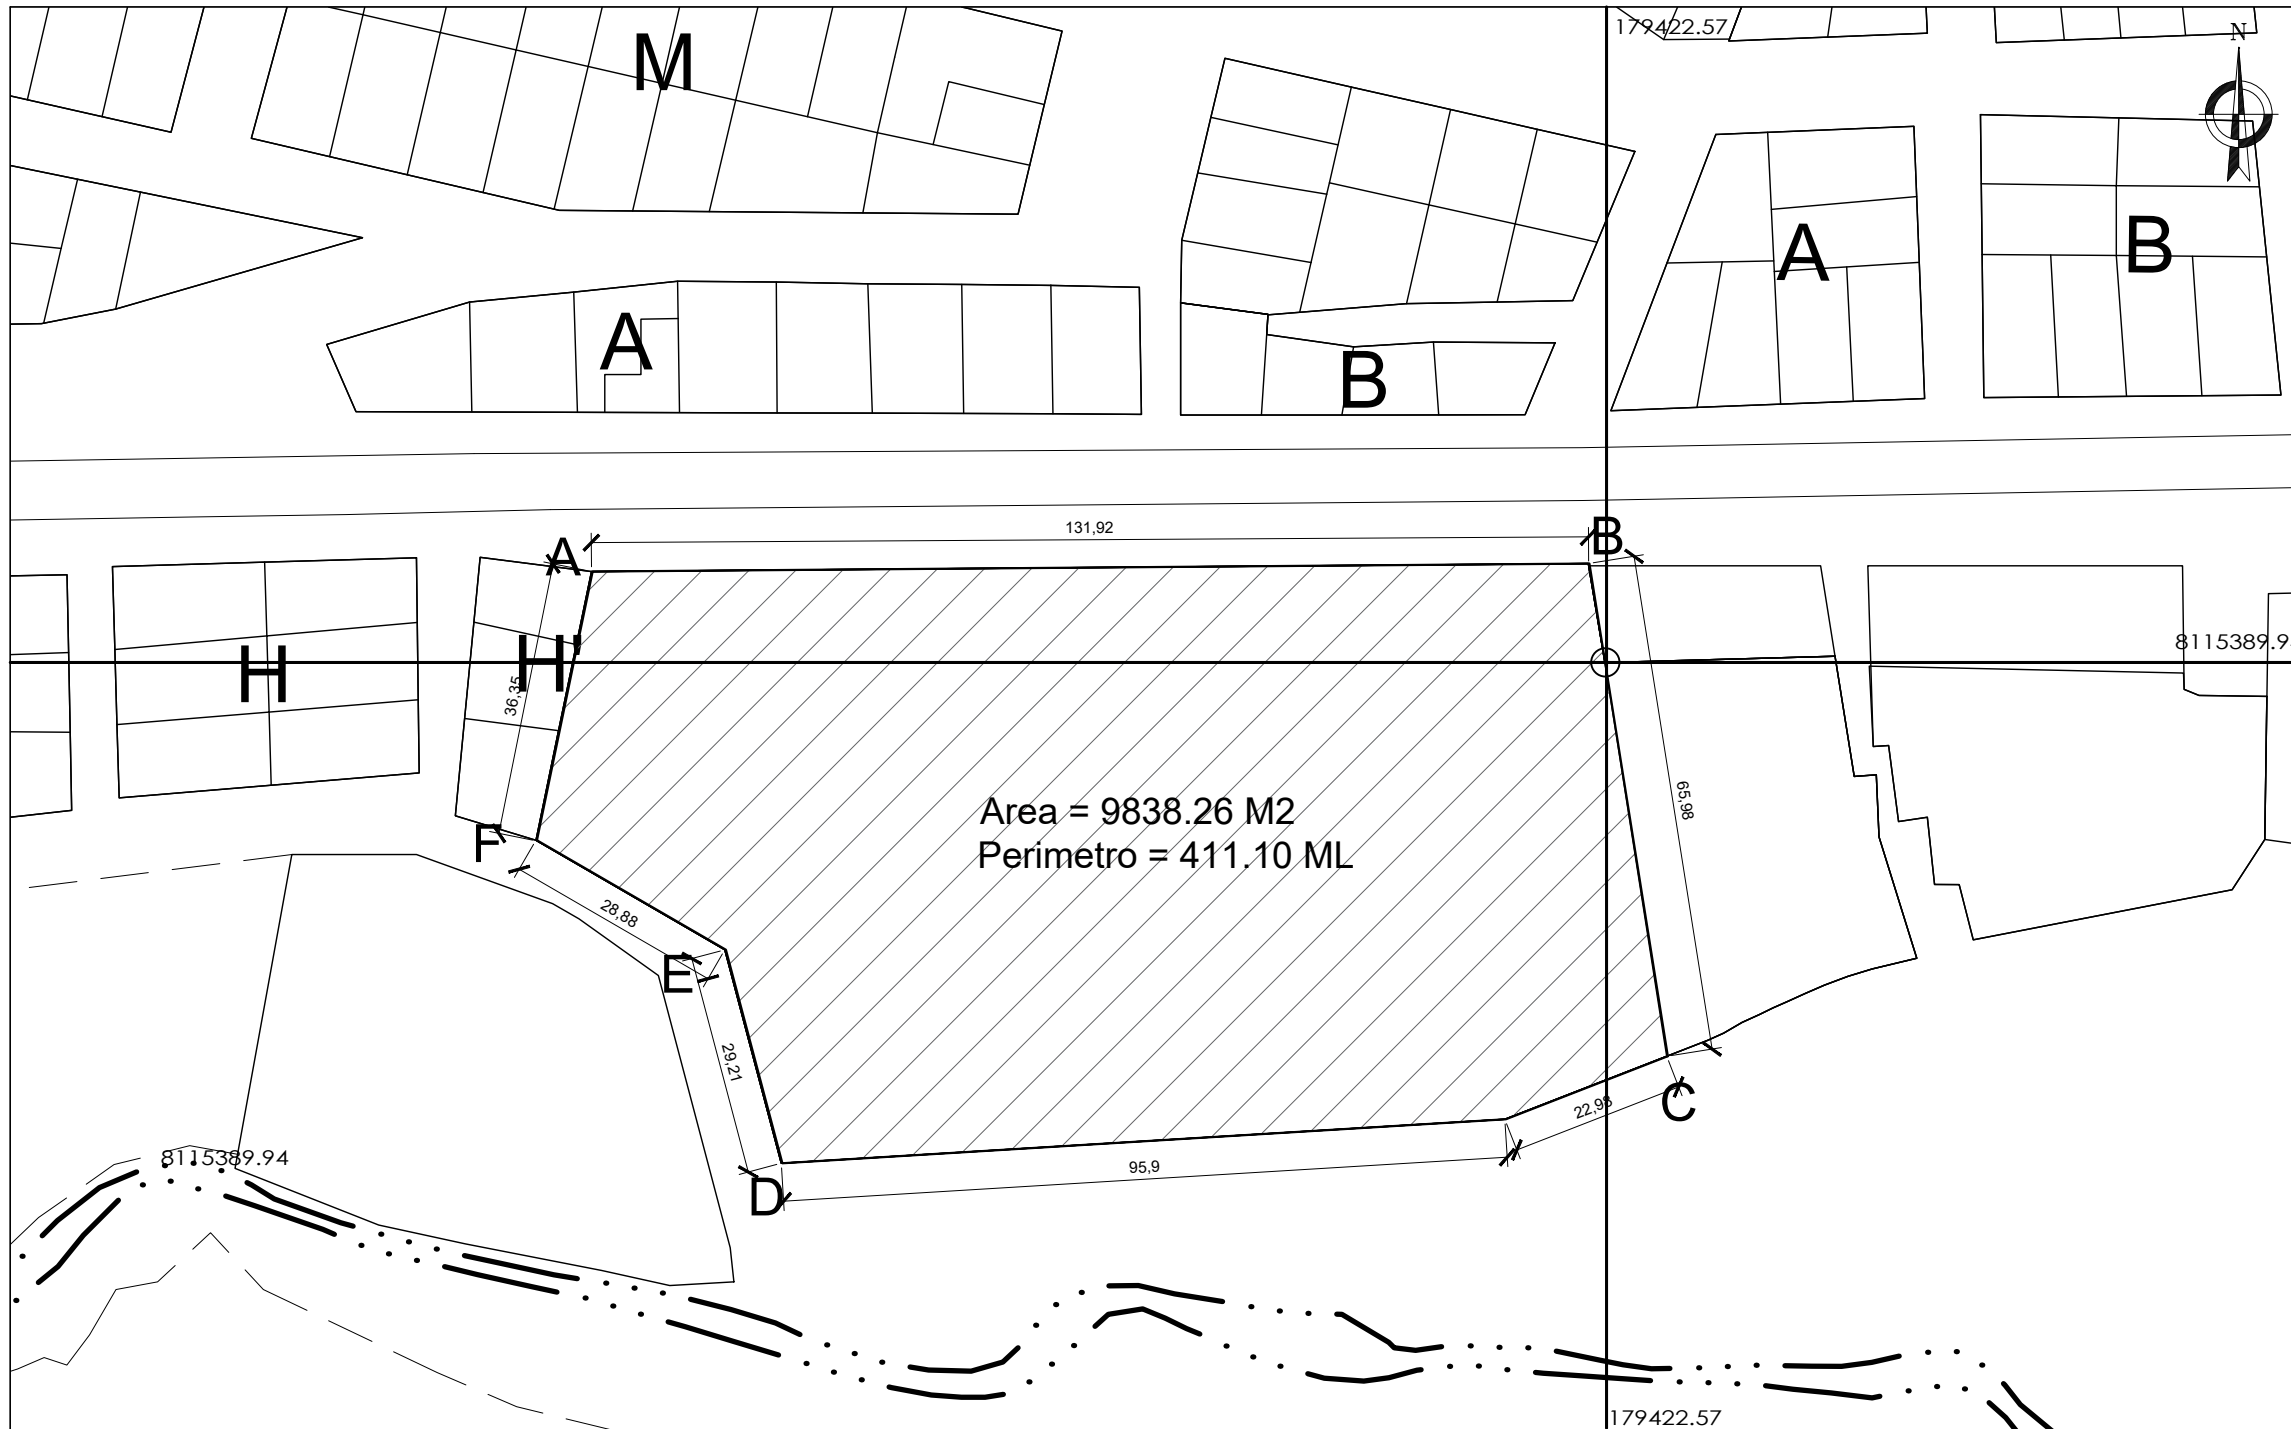 179422.57
N
M
A
B
A
B
131,92
A
B
8115389.9
H
H'
36,35
65,98
Area = 9838.26 M2
Perimetro = 411.10 ML
F
28,88
E
29,21
22,98
C
8115389.94
95,9
D
179422.57